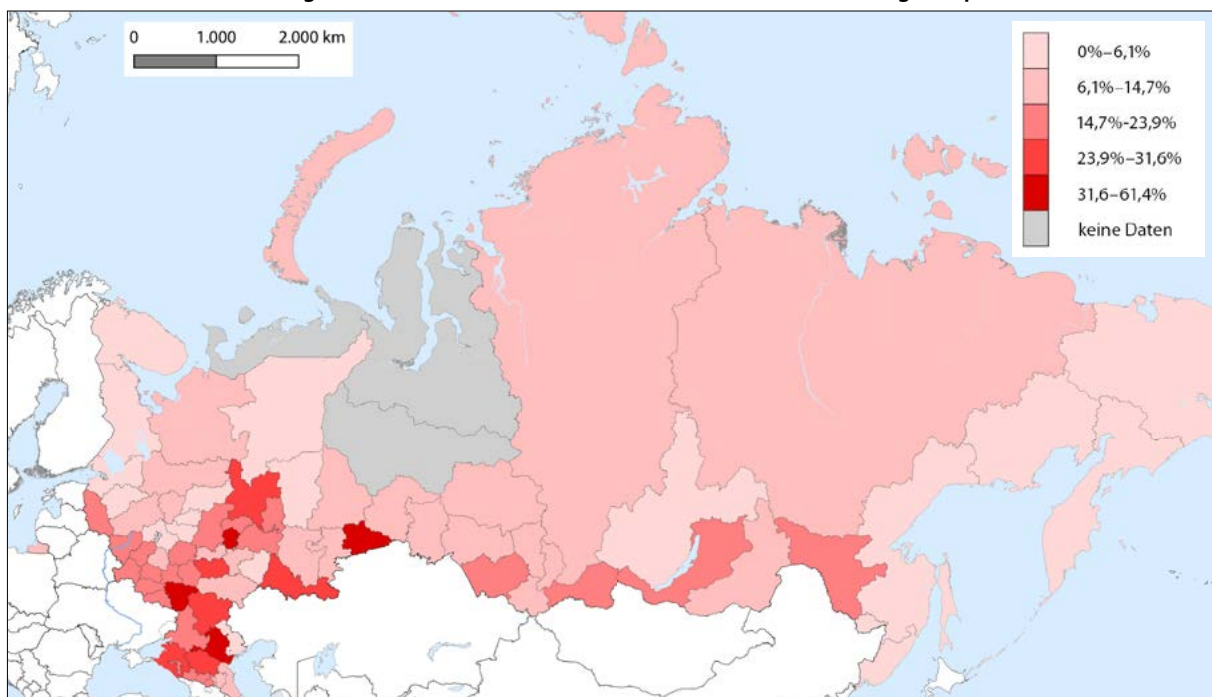 0 1.000 2.000 km
0%–6,1%
6,1%–14,7%
14,7%-23,9%
23,9%–31,6%
31,6–61,4%
keine Daten